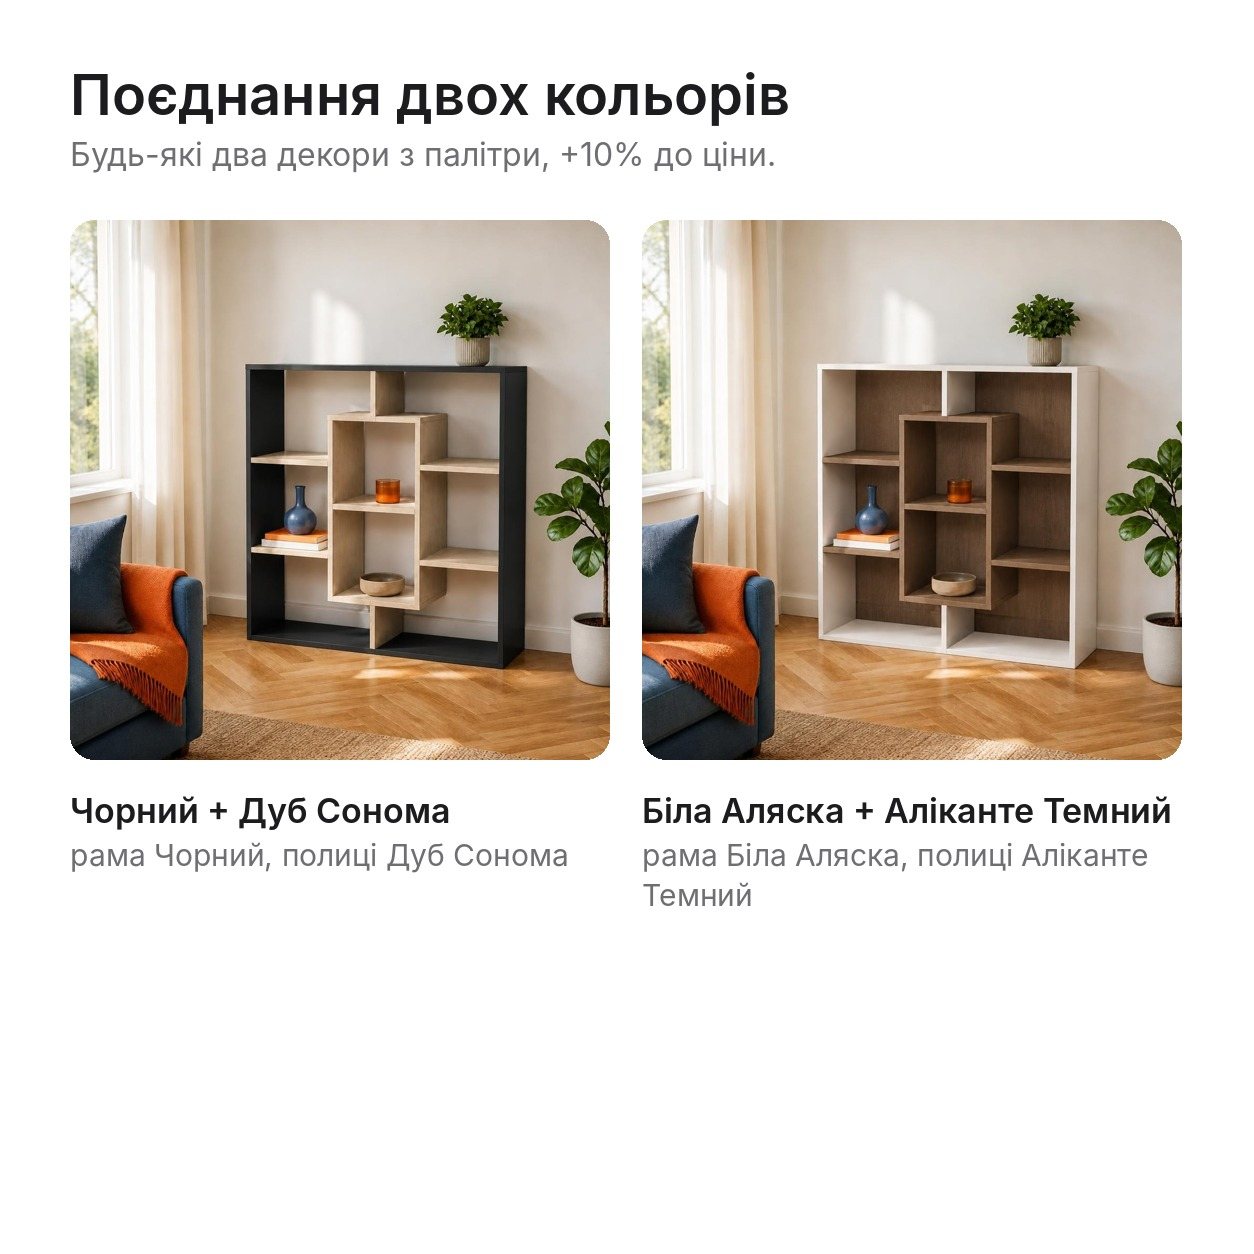 Поєднання двох кольорів
Будь-які два декори з палітри, +10% до ціни.
Чорний + Дуб Сонома
рама Чорний, полиці Дуб Сонома
Біла Аляска + Аліканте Темний
рама Біла Аляска, полиці Аліканте
Темний